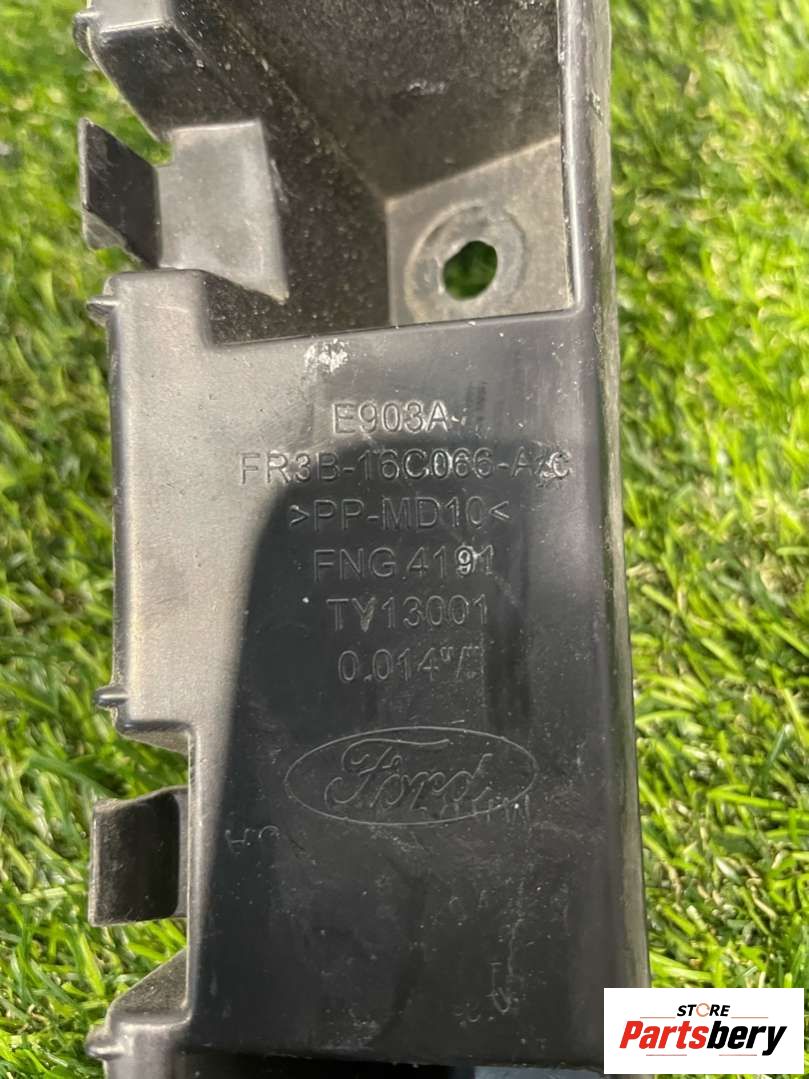 E903A
FR3B-16C066-A/C
>PP-MD10<
FNG.4191
TY13001
0.014"/"
Ford
STORE
Partsbery